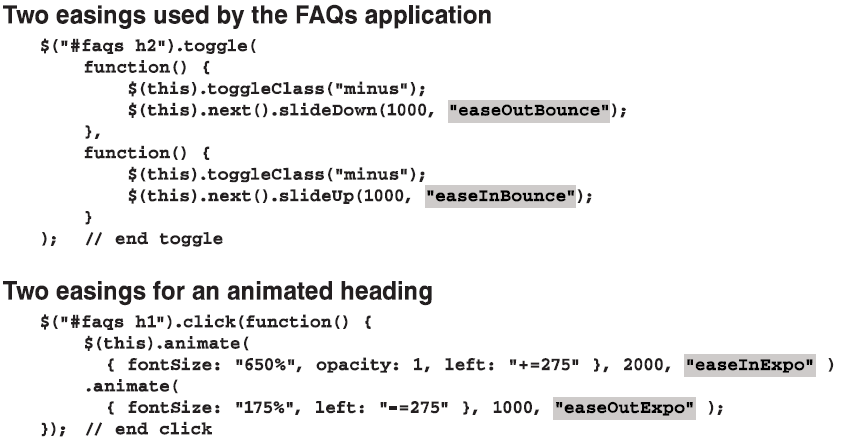 Two easings used by the FAQs application
$("#faqs h2").toggle(
function() {
$(this).toggleClass("minus");
$(this).next().slideDown(1000, "easeOutBounce");
},
function() {
$(this).toggleClass("minus");
$(this).next().slideUp(1000, "easeInBounce");
}
); // end toggle
Two easings for an animated heading
$("#faqs h1").click(function() {
$(this).animate(
{ fontSize: "650%", opacity: 1, left: "+=275" }, 2000, "easeInExpo" )
.animate(
{ fontSize: "175%", left: "-=275" }, 1000, "easeOutExpo" );
}); // end click